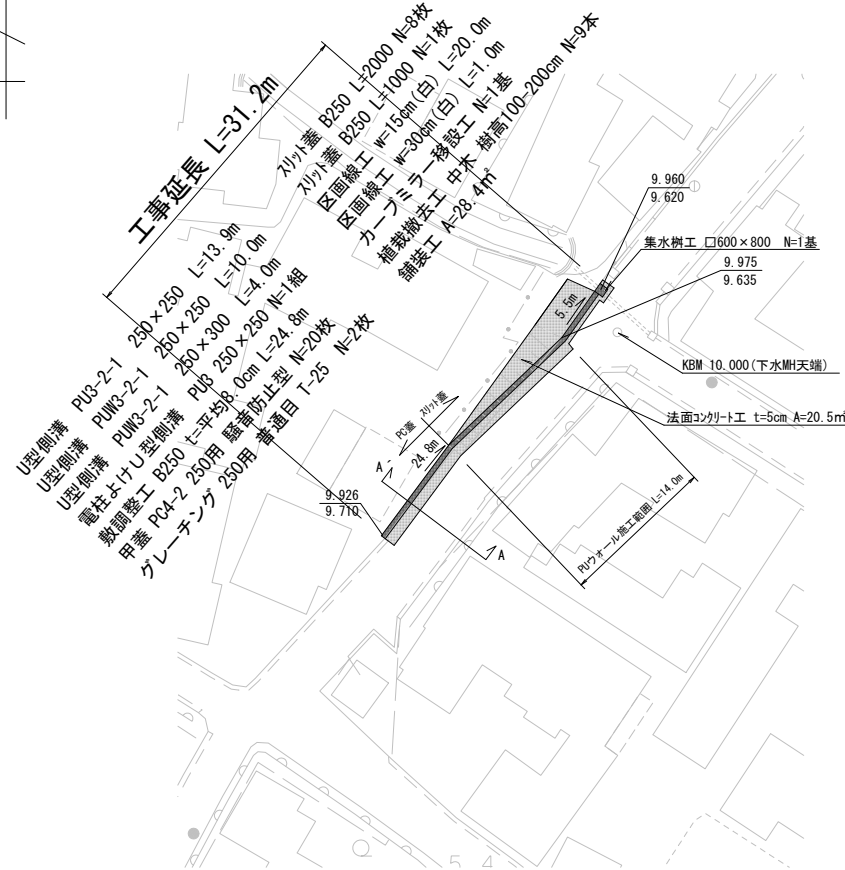 工事延長 L=31.2m
スリット蓋 B250 L=2000 N=8枚
スリット蓋 B250 L=1000 N=1枚
区画線工 w=15cm(白) L=20.0m
区画線工 w=30cm(白) L=1.0m
カーブミラー移設工 N=1基
植栽撤去工 中木 樹高100-200cm N=9本
舗装工 A=28.4㎡
U型側溝 PU3-2-1 250×250 L=13.9m
U型側溝 PUW3-2-1 250×250 L=10.0m
U型側溝 PUW3-2-1 250×300 L=4.0m
電柱よけU型側溝 PU3 250×250 N=1組
敷調整工 B250 t=平均8.0cm L=24.8m
甲蓋 PC4-2 250用 騒音防止型 N=20枚
グレーチング 250用 普通目 T-25 N=2枚
9.960
9.620
集水桝工 □600×800 N=1基
9.975
9.635
5.5m
KBM 10.000(下水MH天端)
法面コンクリート工 t=5cm A=20.5㎡
PC蓋
スリット蓋
24.8m
A
9.926
9.710
A
PUウォール施工範囲 L=14.0m
5 4